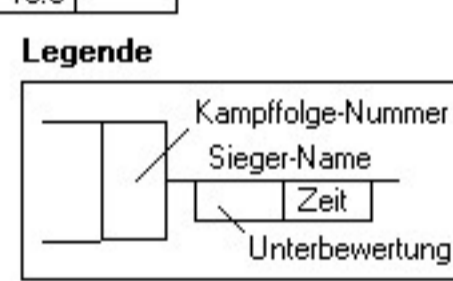 Legende
Kampffolge-Nummer
Sieger-Name
Zeit
Unterbewertung